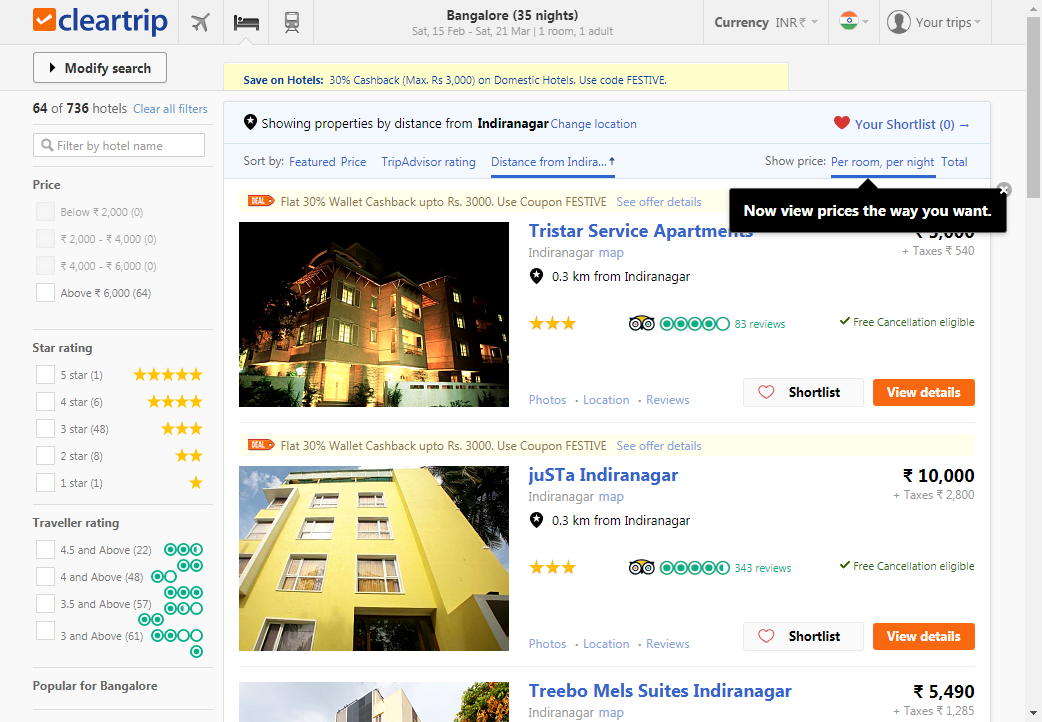 cleartrip
Bangalore (35 nights)
Sat, 15 Feb - Sat, 21 Mar | 1 room, 1 adult
Currency INR ₹
Your trips
Modify search
Save on Hotels: 30% Cashback (Max. Rs 3,000) on Domestic Hotels. Use code FESTIVE.
64 of 736 hotels Clear all filters
Filter by hotel name
Price
Below ₹ 2,000 (0)
₹ 2,000 - ₹ 4,000 (0)
₹ 4,000 - ₹ 6,000 (0)
Above ₹ 6,000 (64)
Star rating
5 star (1)
4 star (6)
3 star (48)
2 star (8)
1 star (1)
Traveller rating
4.5 and Above (22)
4 and Above (48)
3.5 and Above (57)
3 and Above (61)
Popular for Bangalore
Showing properties by distance from Indiranagar Change location
Your Shortlist (0) →
Sort by: Featured Price TripAdvisor rating Distance from Indira... ↑
Show price: Per room, per night Total
Now view prices the way you want.
DEAL Flat 30% Wallet Cashback upto Rs. 3000. Use Coupon FESTIVE See offer details
Tristar Service Apartments
+ Taxes ₹ 540
Indiranagar map
0.3 km from Indiranagar
83 reviews
Free Cancellation eligible
Photos • Location • Reviews
Shortlist
View details
DEAL Flat 30% Wallet Cashback upto Rs. 3000. Use Coupon FESTIVE See offer details
juSTa Indiranagar
₹ 10,000
Indiranagar map
+ Taxes ₹ 2,800
0.3 km from Indiranagar
343 reviews
Free Cancellation eligible
Photos • Location • Reviews
Shortlist
View details
Treebo Mels Suites Indiranagar
₹ 5,490
Indiranagar map
+ Taxes ₹ 1,285